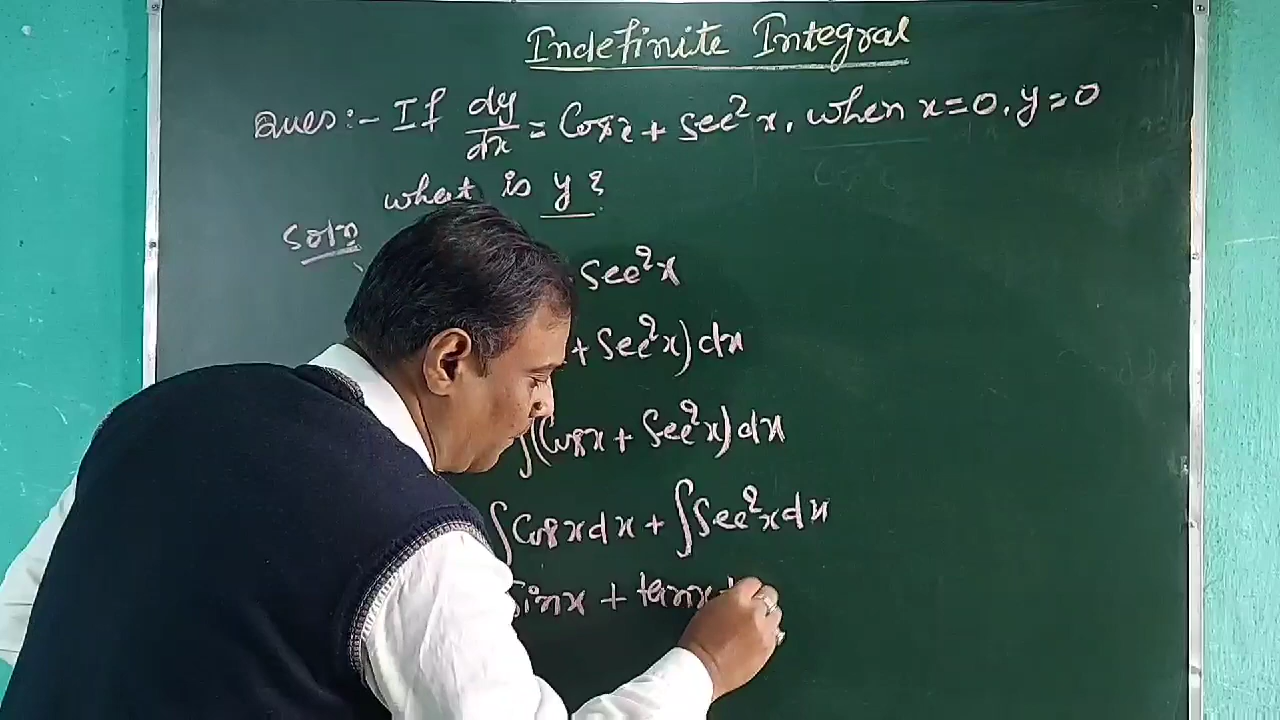 Indefinite Integral
Ques:- If dy/dx = Cosx + Sec²x, when x=0, y=0
what is y?
Soln
Sec²x
+ Sec²x) dx
∫(Cosx + Sec²x) dx
∫Cosx dx + ∫Sec²x dx
Sinx + tanx +